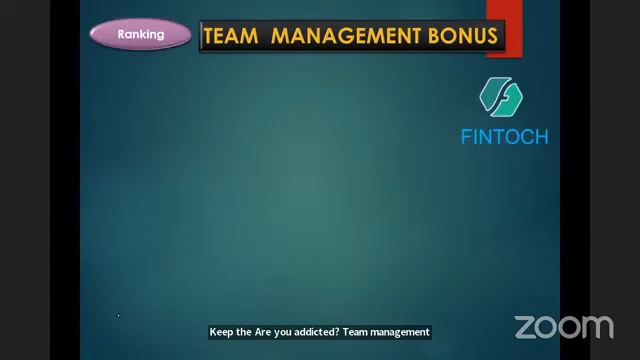 Ranking
TEAM MANAGEMENT BONUS
FINTOCH
Keep the Are you addicted? Team management
zoom